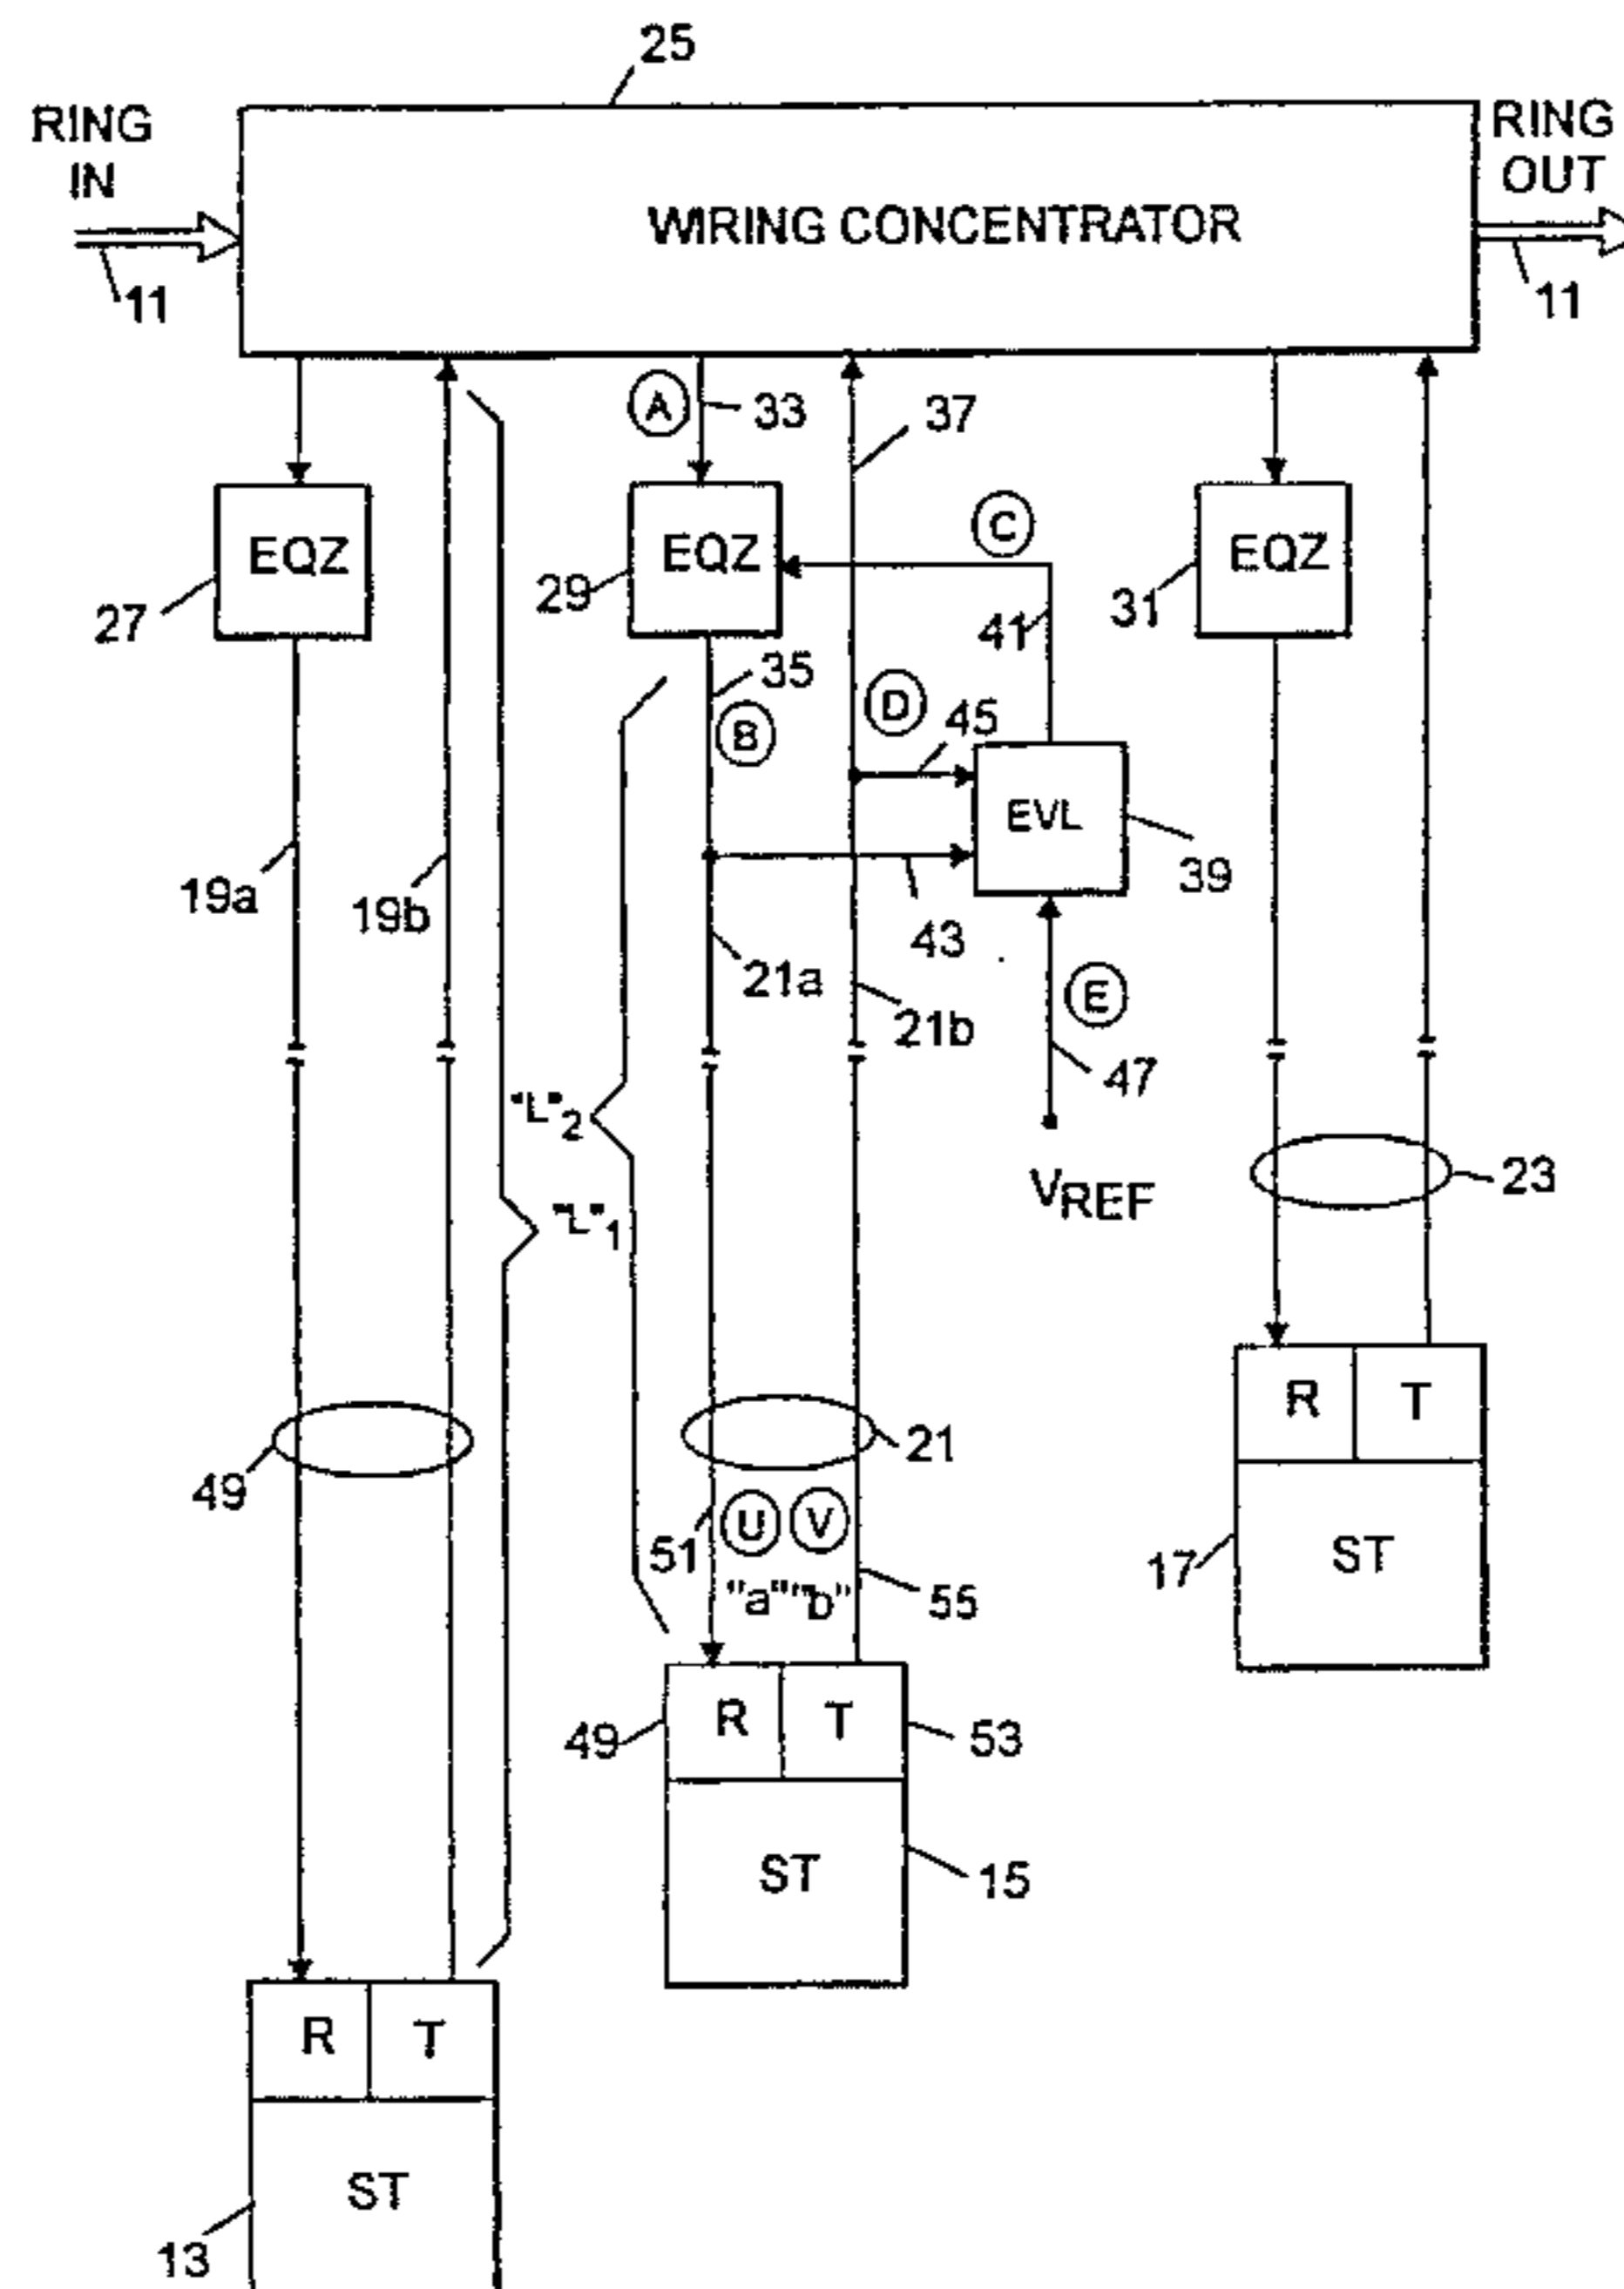 25
RING
IN
RING
OUT
WIRING CONCENTRATOR
11
11
A
33
37
C
EQZ
EQZ
EQZ
27
29
41
31
35
B
D
45
EVL
39
19a
19b
43
21a
21b
E
47
"L"2
VREF
23
"L"1
49
21
51
U
V
"a"
"b"
55
R
T
17
ST
49
R
T
53
ST
15
R
T
ST
13